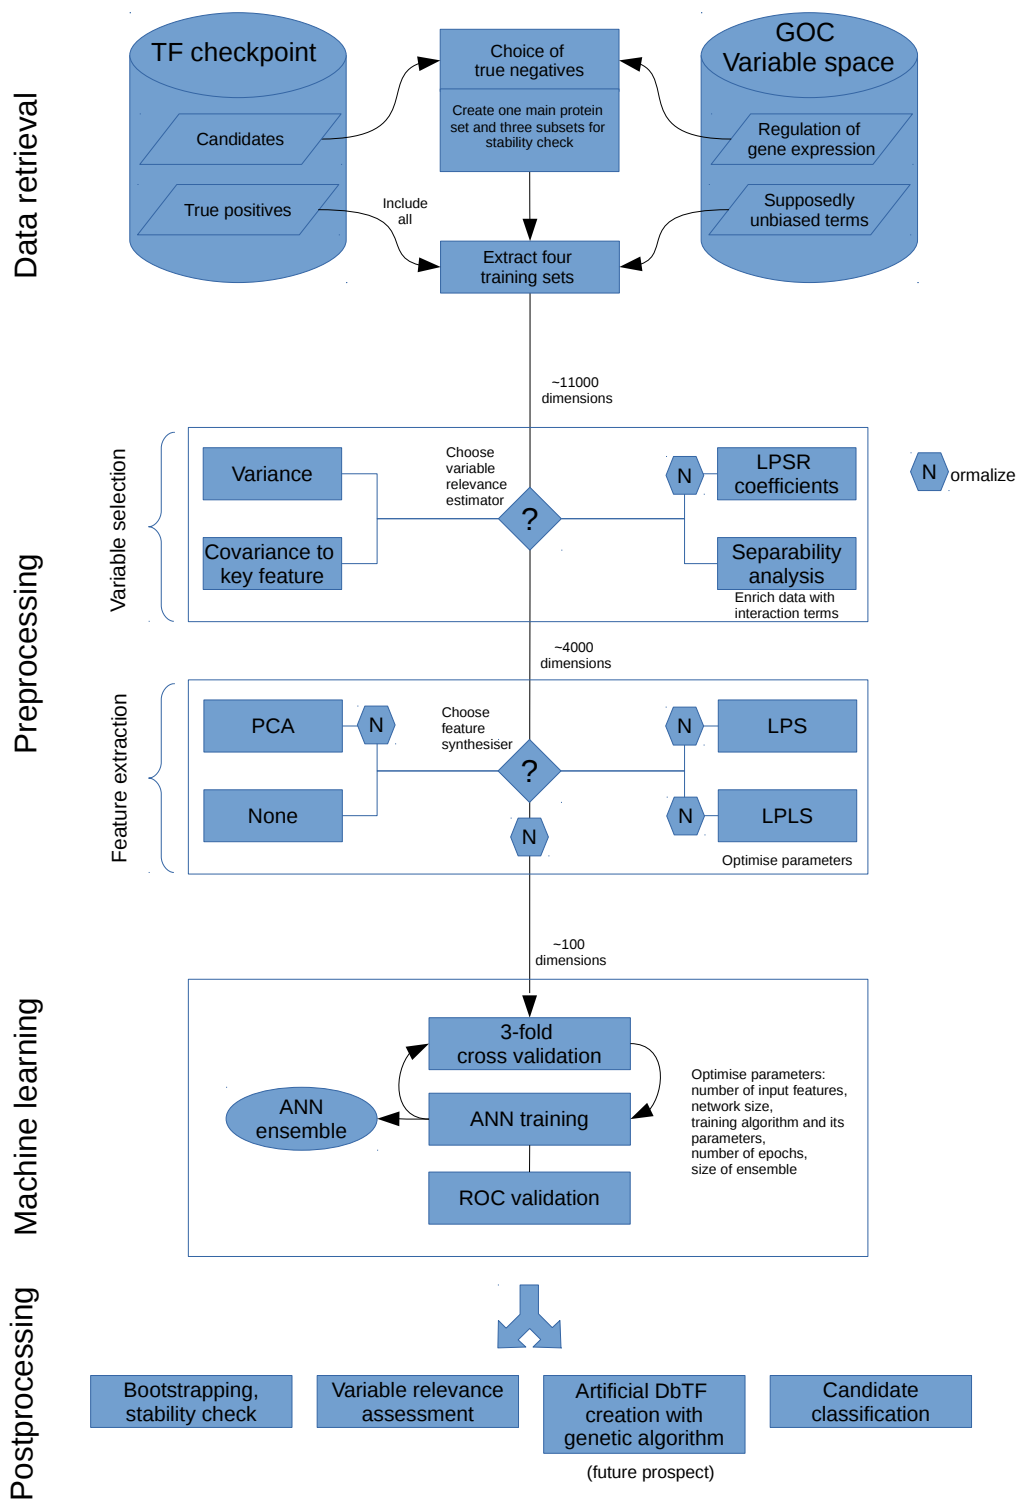 Data retrieval
TF checkpoint
Candidates
True positives
Choice of
true negatives
Create one main protein
set and three subsets for
stability check
GOC
Variable space
Regulation of
gene expression
Supposedly
unbiased terms
Include
all
Extract four
training sets
~11000
dimensions
Preprocessing
Variable selection
Variance
Covariance to
key feature
Choose
variable
relevance
estimator
?
N
LPSR
coefficients
Separability
analysis
Enrich data with
interaction terms
N
ormalize
~4000
dimensions
Feature extraction
PCA
N
None
Choose
feature
synthesiser
?
N
N
LPS
N
LPLS
Optimise parameters
~100
dimensions
Machine learning
3-fold
cross validation
ANN training
ANN
ensemble
ROC validation
Optimise parameters:
number of input features,
network size,
training algorithm and its
parameters,
number of epochs,
size of ensemble
Postprocessing
Bootstrapping,
stability check
Variable relevance
assessment
Artificial DbTF
creation with
genetic algorithm
(future prospect)
Candidate
classification